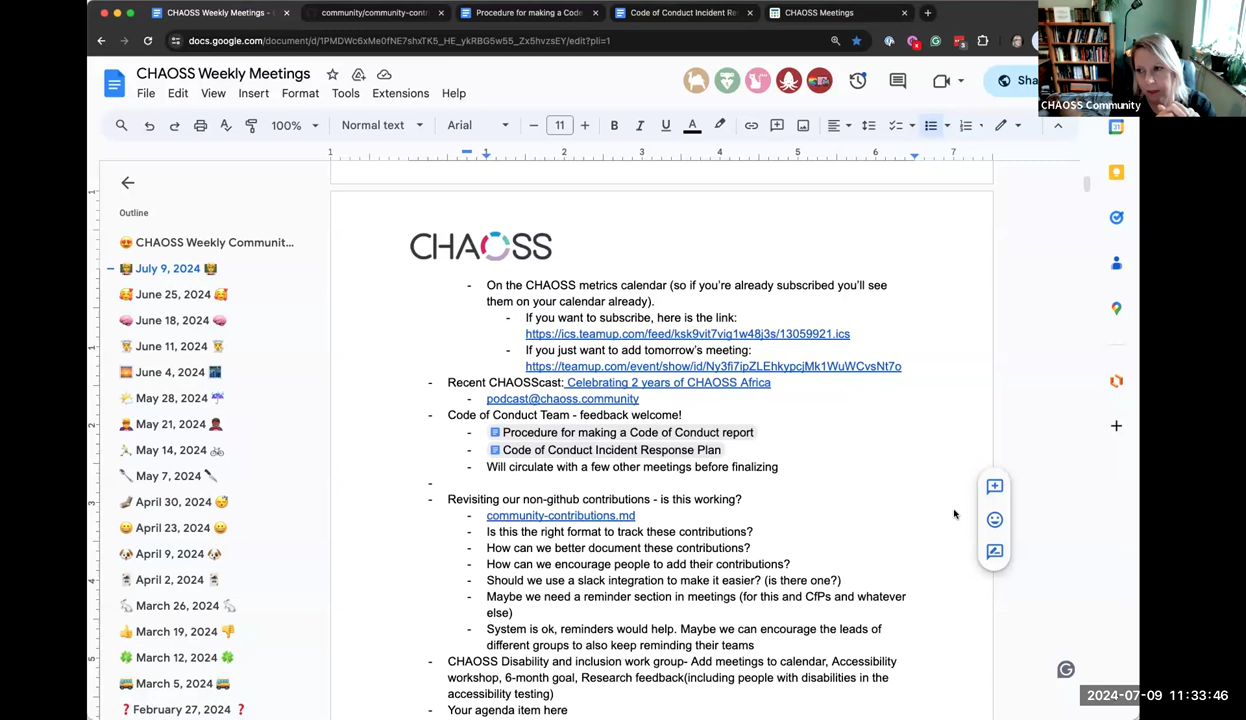 CHAOSS Weekly Meetings -
community/community-contr
Procedure for making a Code
Code of Conduct Incident Re
CHAOSS Meetings
docs.google.com/document/d/1PMDWc6xMe0fNE7shxTK5_HE_ykRBG5w55_Zx5hvzsEY/edit?pli=1
CHAOSS Weekly Meetings
Sha
CHAOSS Community
File Edit View Insert Format Tools Extensions Help
100% Normal text Arial 11 B I U A
1 1 2 3 4 5 6 7
Outline
CHAOSS Weekly Communit...
July 9, 2024
June 25, 2024
June 18, 2024
June 11, 2024
June 4, 2024
May 28, 2024
May 21, 2024
May 14, 2024
May 7, 2024
April 30, 2024
April 23, 2024
April 9, 2024
April 2, 2024
March 26, 2024
March 19, 2024
March 12, 2024
March 5, 2024
❓February 27, 2024 ❓
CHAOSS
- On the CHAOSS metrics calendar (so if you're already subscribed you'll see
them on your calendar already).
- If you want to subscribe, here is the link:
https://ics.teamup.com/feed/ksk9vit7vig1w48j3s/13059921.ics
- If you just want to add tomorrow's meeting:
https://teamup.com/event/show/id/Ny3fi7ipZLEhkypcjMk1WuWCvsNt7o
- Recent CHAOSScast: Celebrating 2 years of CHAOSS Africa
- podcast@chaoss.community
- Code of Conduct Team - feedback welcome!
- Procedure for making a Code of Conduct report
- Code of Conduct Incident Response Plan
- Will circulate with a few other meetings before finalizing
-
- Revisiting our non-github contributions - is this working?
- community-contributions.md
- Is this the right format to track these contributions?
- How can we better document these contributions?
- How can we encourage people to add their contributions?
- Should we use a slack integration to make it easier? (is there one?)
- Maybe we need a reminder section in meetings (for this and CfPs and whatever
else)
- System is ok, reminders would help. Maybe we can encourage the leads of
different groups to also keep reminding their teams
- CHAOSS Disability and inclusion work group- Add meetings to calendar, Accessibility
workshop, 6-month goal, Research feedback(including people with disabilities in the
accessibility testing)
- Your agenda item here
2024-07-09 11:33:46